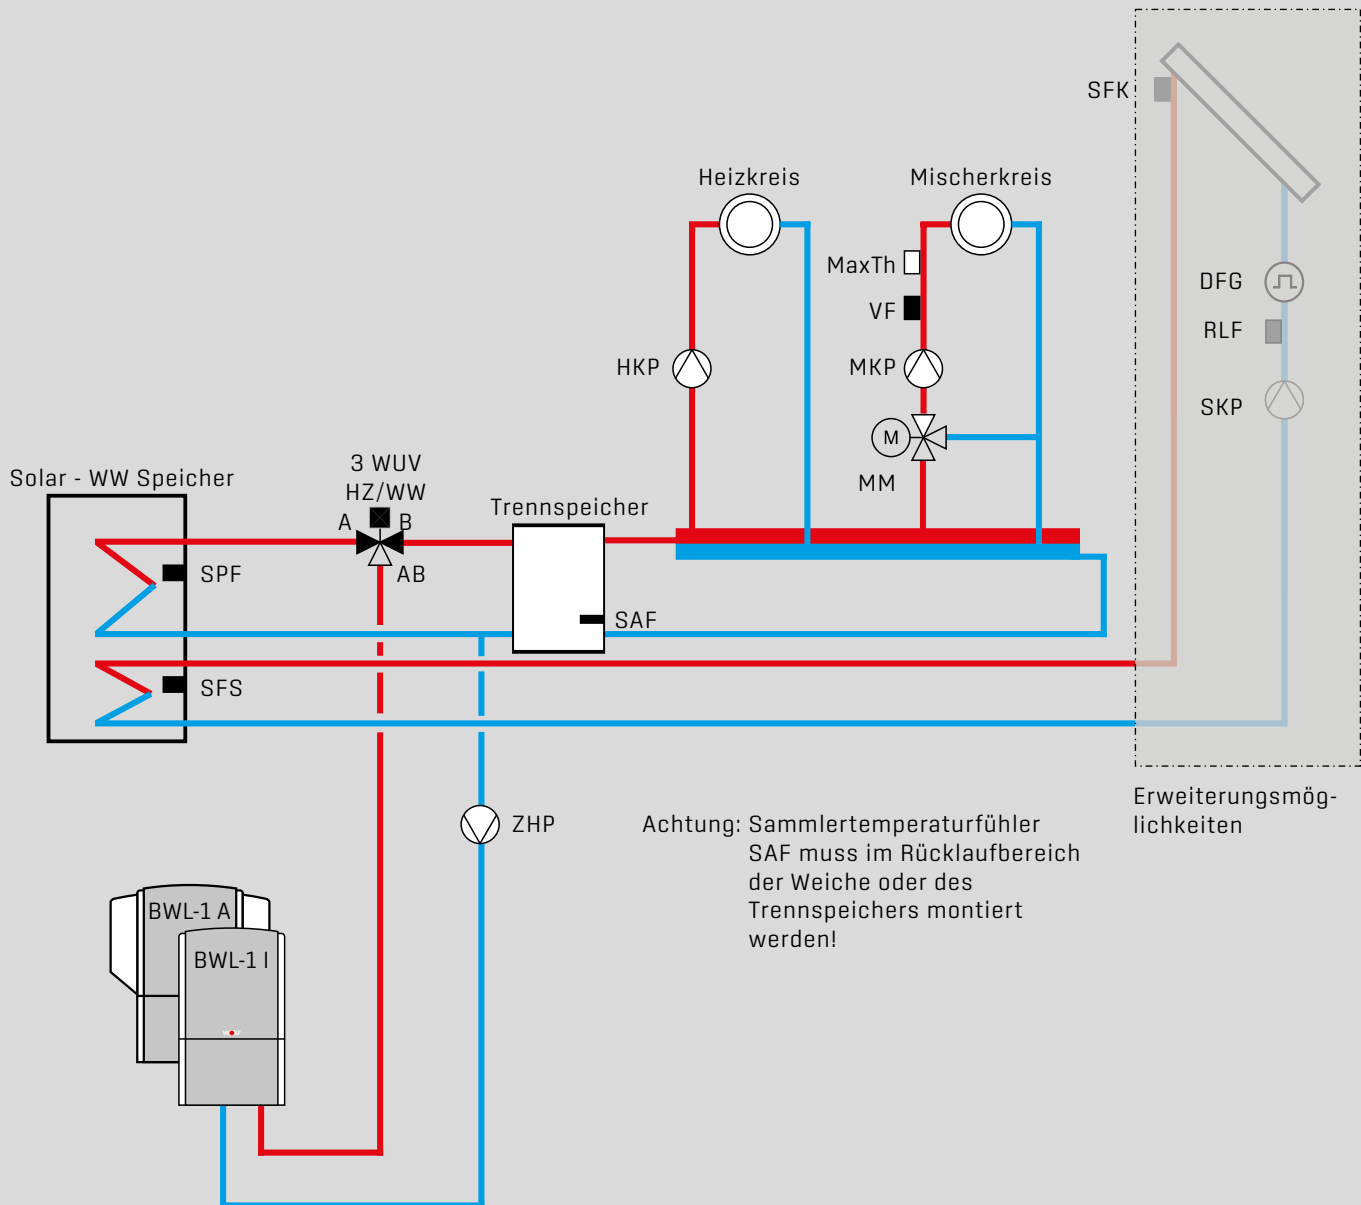 SFK
Heizkreis
Mischerkreis
MaxTh
DFG
VF
RLF
HKP
MKP
SKP
M
3 WUV
Solar - WW Speicher
HZ/WW
MM
Trennspeicher
A
B
SPF
AB
SAF
SFS
Erweiterungsmög-
lichkeiten
ZHP
Achtung: Sammlertemperaturfühler
SAF muss im Rücklaufbereich
der Weiche oder des
Trennspeichers montiert
werden!
BWL-1 A
BWL-1 I